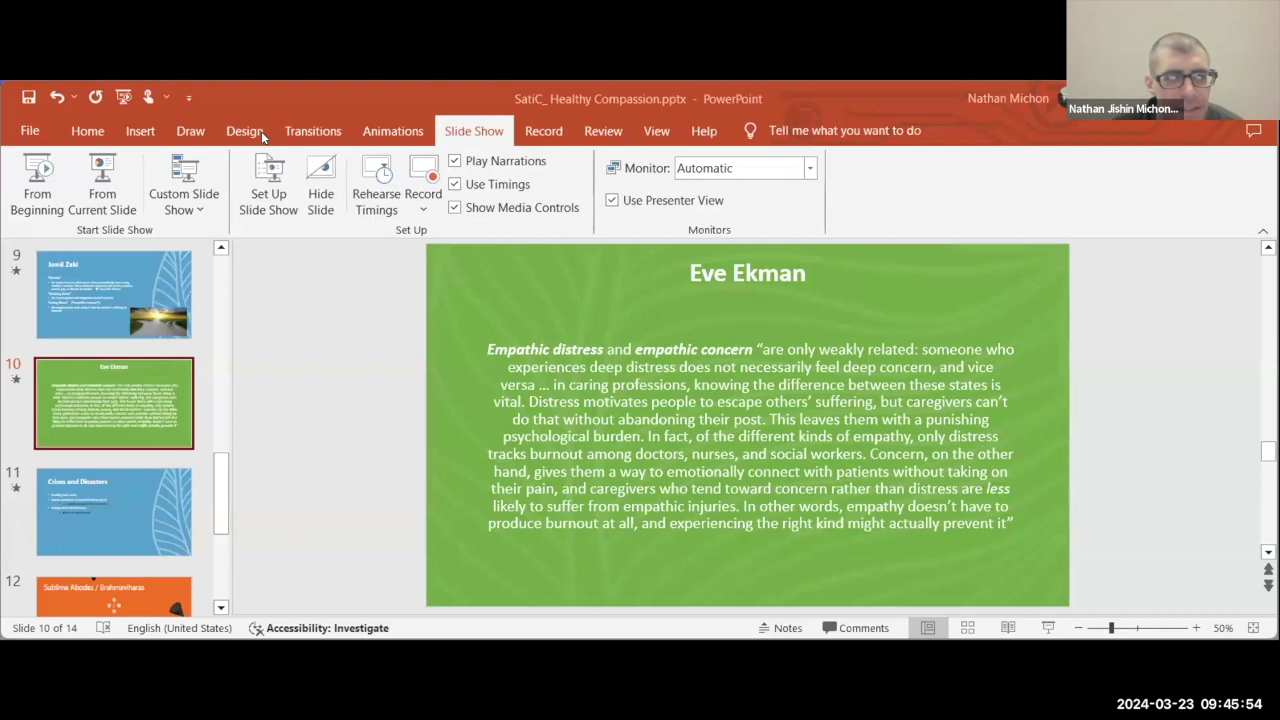 SatiC_ Healthy Compassion.pptx - PowerPoint
Nathan Michon
Nathan Jishin Michon...
File Home Insert Draw Design Transitions Animations Slide Show Record Review View Help Tell me what you want to do
From Beginning
From Current Slide
Custom Slide Show
Start Slide Show
Set Up Slide Show
Hide Slide
Rehearse Timings
Record
Play Narrations
Use Timings
Show Media Controls
Set Up
Monitor: Automatic
Use Presenter View
Monitors
9
Jamil Zaki
10
Eve Ekman
11
Crises and Disasters
12
Sublime Abodes / Brahmaviharas
Eve Ekman
Empathic distress and empathic concern “are only weakly related: someone who
experiences deep distress does not necessarily feel deep concern, and vice
versa ... in caring professions, knowing the difference between these states is
vital. Distress motivates people to escape others’ suffering, but caregivers can’t
do that without abandoning their post. This leaves them with a punishing
psychological burden. In fact, of the different kinds of empathy, only distress
tracks burnout among doctors, nurses, and social workers. Concern, on the other
hand, gives them a way to emotionally connect with patients without taking on
their pain, and caregivers who tend toward concern rather than distress are less
likely to suffer from empathic injuries. In other words, empathy doesn’t have to
produce burnout at all, and experiencing the right kind might actually prevent it”
Slide 10 of 14
English (United States)
Accessibility: Investigate
Notes
Comments
50%
2024-03-23 09:45:54